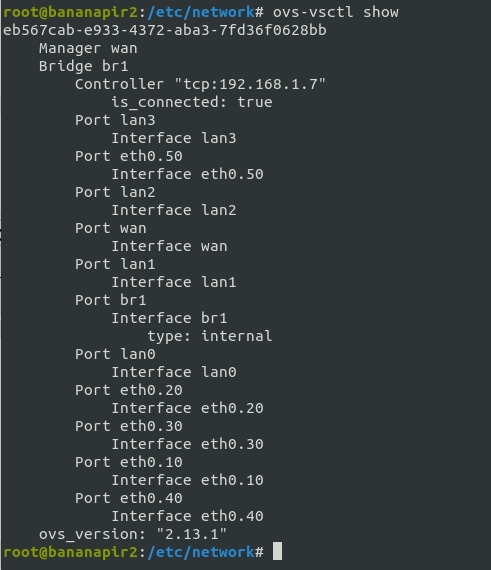 root@bananapir2:/etc/network# ovs-vsctl show
eb567cab-e933-4372-aba3-7fd36f0628bb
    Manager wan
    Bridge br1
        Controller "tcp:192.168.1.7"
            is_connected: true
        Port lan3
            Interface lan3
        Port eth0.50
            Interface eth0.50
        Port lan2
            Interface lan2
        Port wan
            Interface wan
        Port lan1
            Interface lan1
        Port br1
            Interface br1
                type: internal
        Port lan0
            Interface lan0
        Port eth0.20
            Interface eth0.20
        Port eth0.30
            Interface eth0.30
        Port eth0.10
            Interface eth0.10
        Port eth0.40
            Interface eth0.40
    ovs_version: "2.13.1"
root@bananapir2:/etc/network#